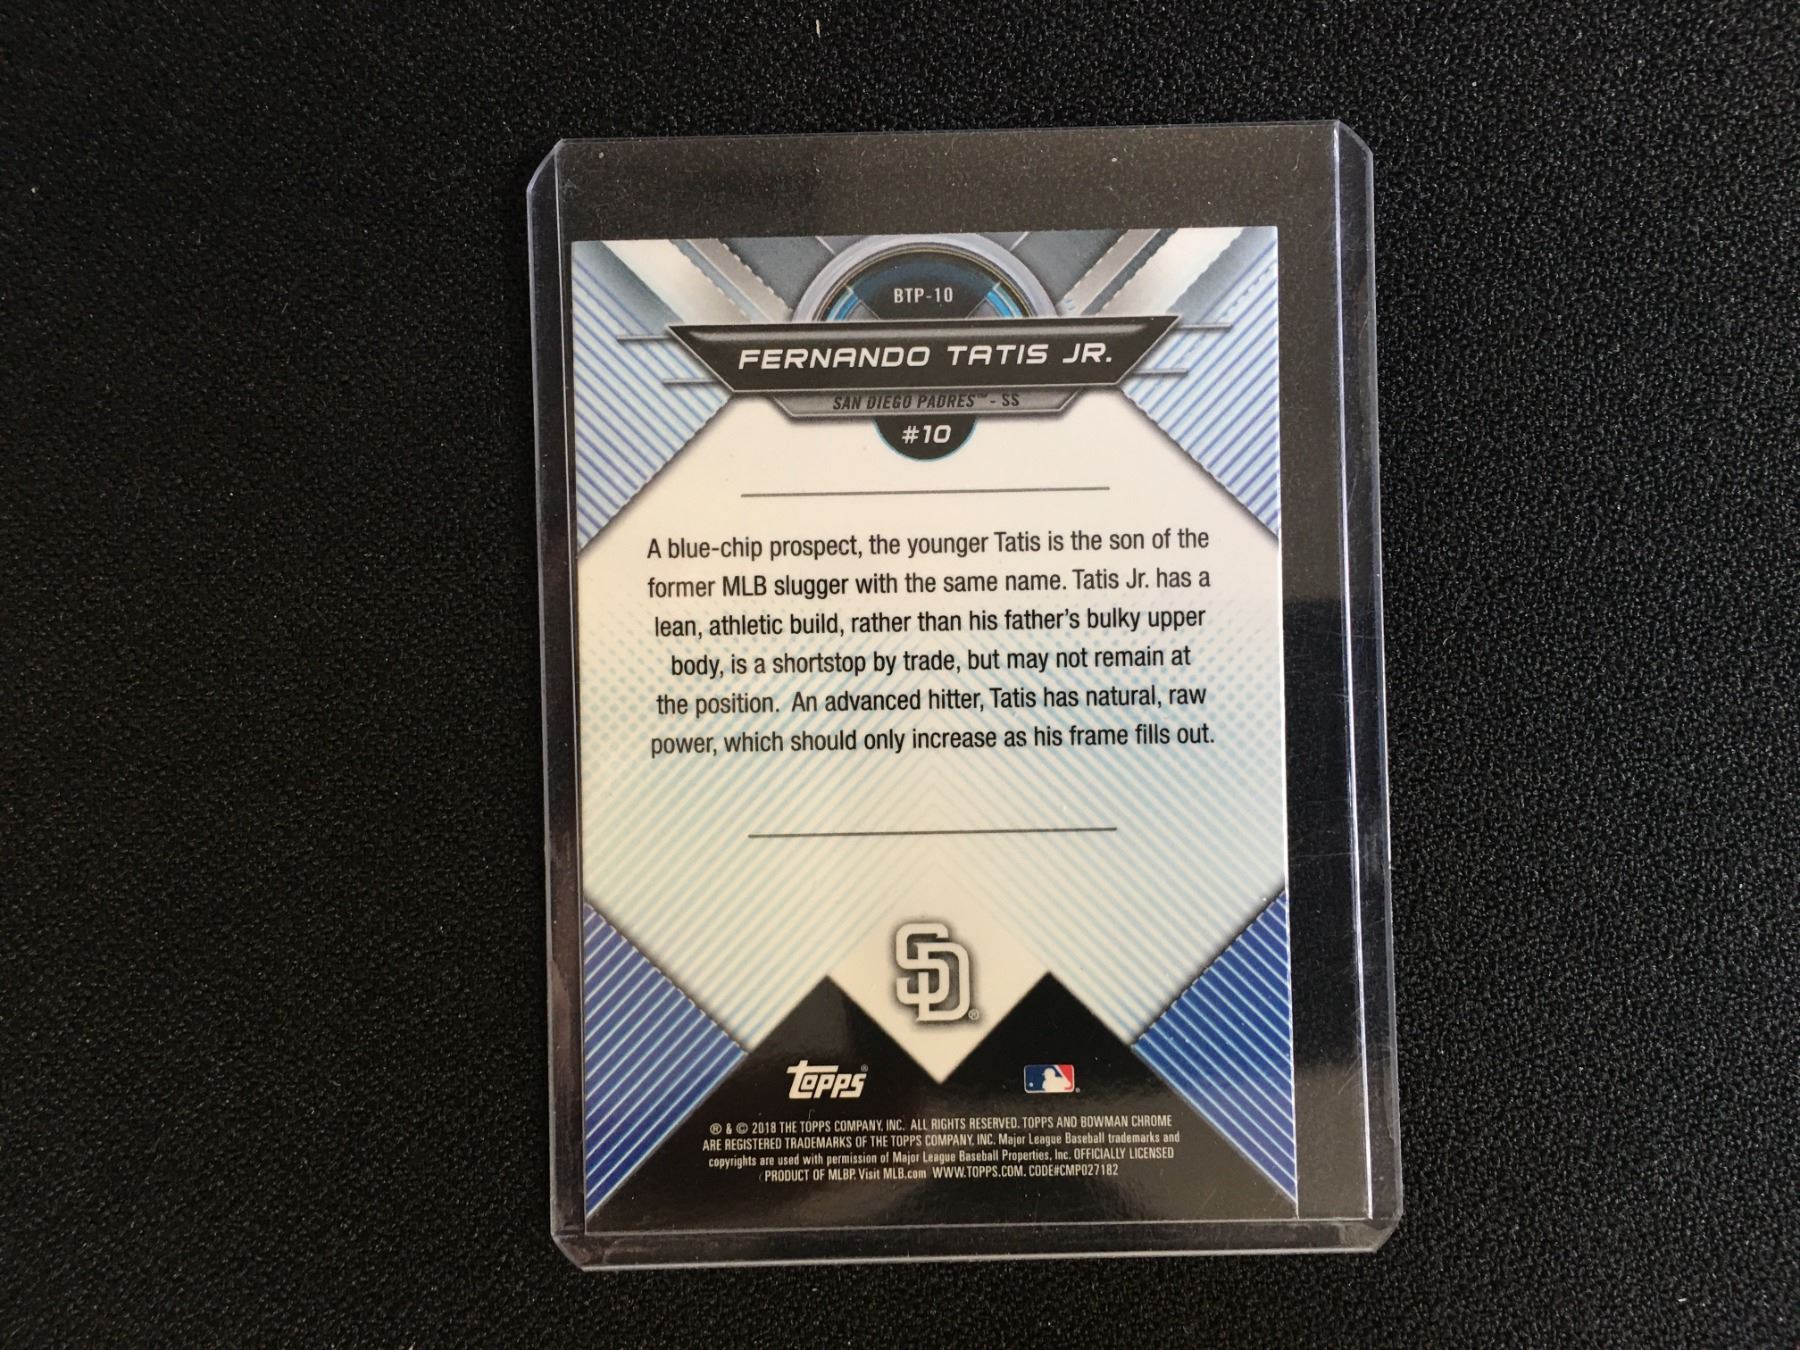 BTP-10
FERNANDO TATIS JR.
SAN DIEGO PADRES™ - SS
#10
A blue-chip prospect, the younger Tatis is the son of the
former MLB slugger with the same name. Tatis Jr. has a
lean, athletic build, rather than his father's bulky upper
body, is a shortstop by trade, but may not remain at
the position. An advanced hitter, Tatis has natural, raw
power, which should only increase as his frame fills out.
SD®
topps®
® & © 2018 THE TOPPS COMPANY, INC. ALL RIGHTS RESERVED. TOPPS AND BOWMAN CHROME
ARE REGISTERED TRADEMARKS OF THE TOPPS COMPANY, INC. Major League Baseball trademarks and
copyrights are used with permission of Major League Baseball Properties, Inc. OFFICIALLY LICENSED
PRODUCT OF MLBP. Visit MLB.com WWW.TOPPS.COM. CODE#CMP027182